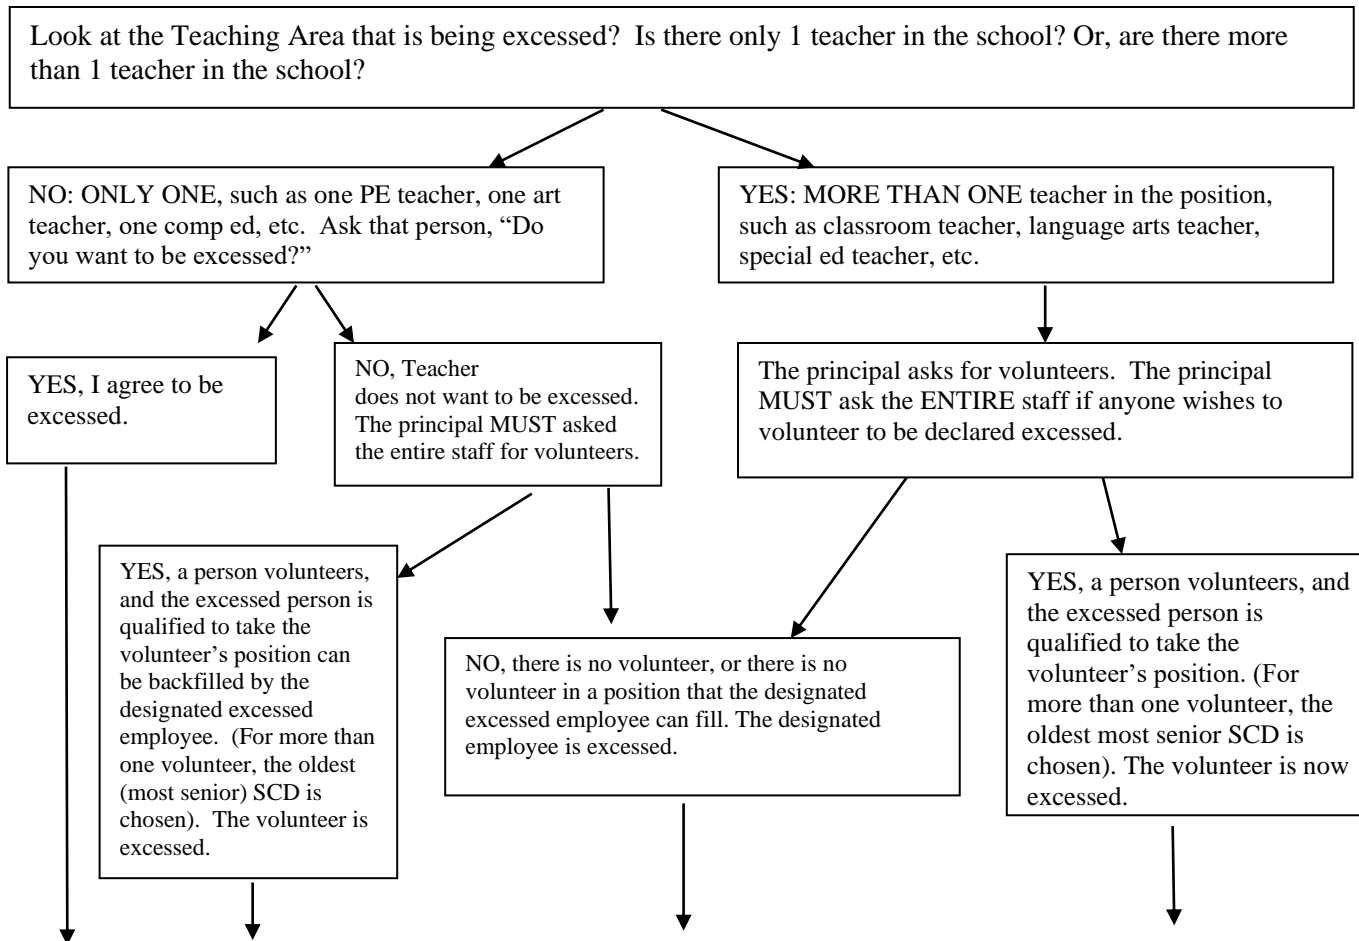 Look at the Teaching Area that is being excessed?  Is there only 1 teacher in the school? Or, are there more
than 1 teacher in the school?
NO: ONLY ONE, such as one PE teacher, one art
teacher, one comp ed, etc.  Ask that person, “Do
you want to be excessed?”
YES: MORE THAN ONE teacher in the position,
such as classroom teacher, language arts teacher,
special ed teacher, etc.
YES, I agree to be
excessed.
NO, Teacher
does not want to be excessed.
The principal MUST asked
the entire staff for volunteers.
The principal asks for volunteers.  The principal
MUST ask the ENTIRE staff if anyone wishes to
volunteer to be declared excessed.
YES, a person volunteers,
and the excessed person is
qualified to take the
volunteer’s position can
be backfilled by the
designated excessed
employee.  (For more than
one volunteer, the oldest
(most senior) SCD is
chosen).  The volunteer is
excessed.
NO, there is no volunteer, or there is no
volunteer in a position that the designated
excessed employee can fill. The designated
employee is excessed.
YES, a person volunteers, and
the excessed person is
qualified to take the
volunteer’s position. (For
more than one volunteer, the
oldest most senior SCD is
chosen). The volunteer is now
excessed.